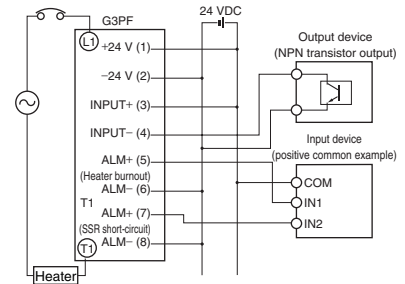 24 VDC
G3PF
L1
+24 V (1)
−24 V (2)
INPUT+ (3)
INPUT− (4)
ALM+ (5)
(Heater burnout)
ALM− (6)
T1
ALM+ (7)
(SSR short-circuit)
T1
ALM− (8)
Heater
Output device
(NPN transistor output)
Input device
(positive common example)
COM
IN1
IN2